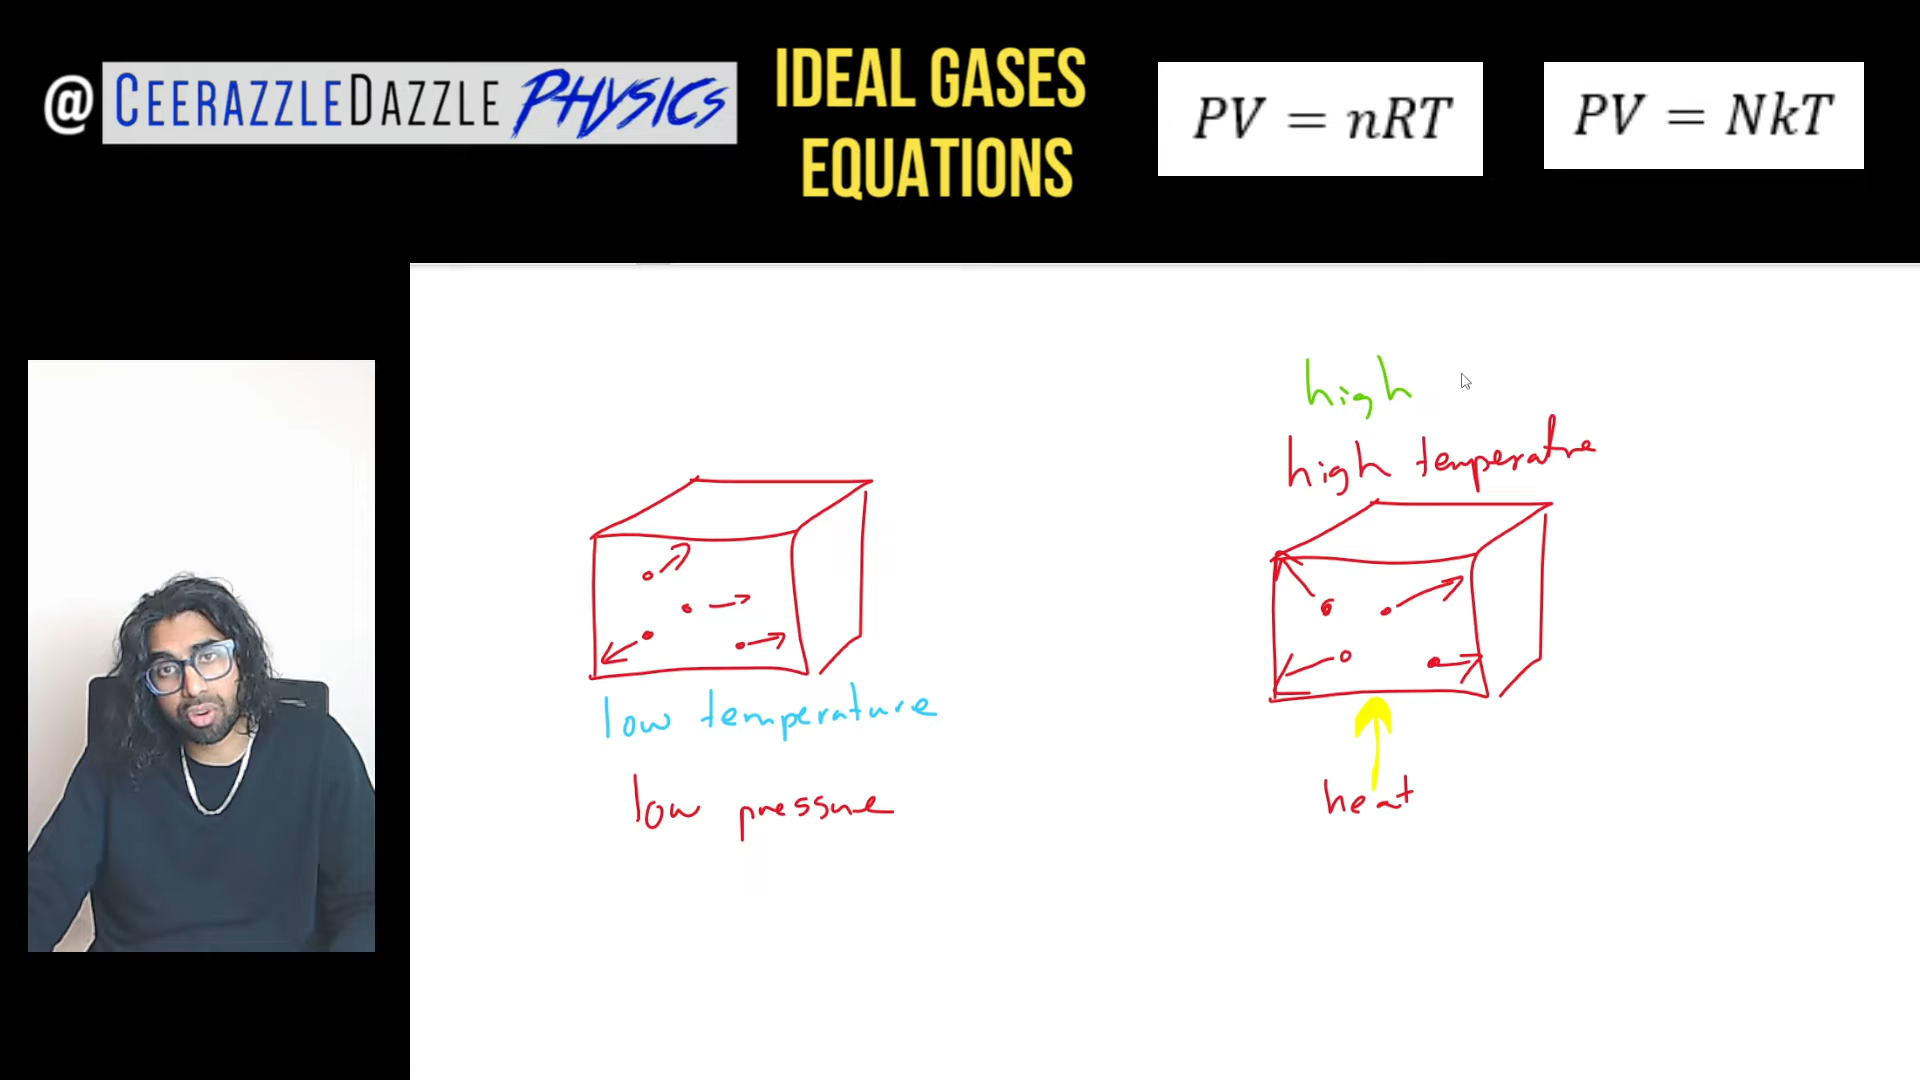 @ CEERAZZLEDAZZLE PHYSICS
IDEAL GASES
EQUATIONS
PV = nRT
PV = NkT
high
high temperature
low temperature
low pressure
heat